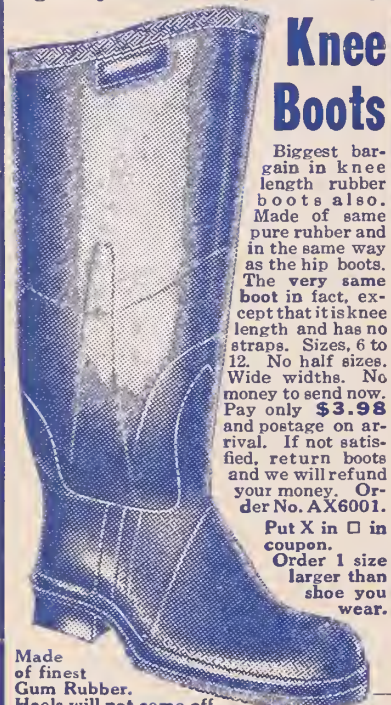 Knee
Boots
Biggest bar-
gain in knee
length rubber
boots also.
Made of same
pure rubber and
in the same way
as the hip boots.
The very same
boot in fact, ex-
cept that it is knee
length and has no
straps. Sizes, 6 to
12. No half sizes.
Wide widths. No
money to send now.
Pay only $3.98
and postage on ar-
rival. If not satis-
fied, return boots
and we will refund
your money. Or-
der No. AX6001.
Put X in □ in
coupon.
Order 1 size
larger than
shoe you
wear.
Made
of finest
Gum Rubber.
Heels will not come off